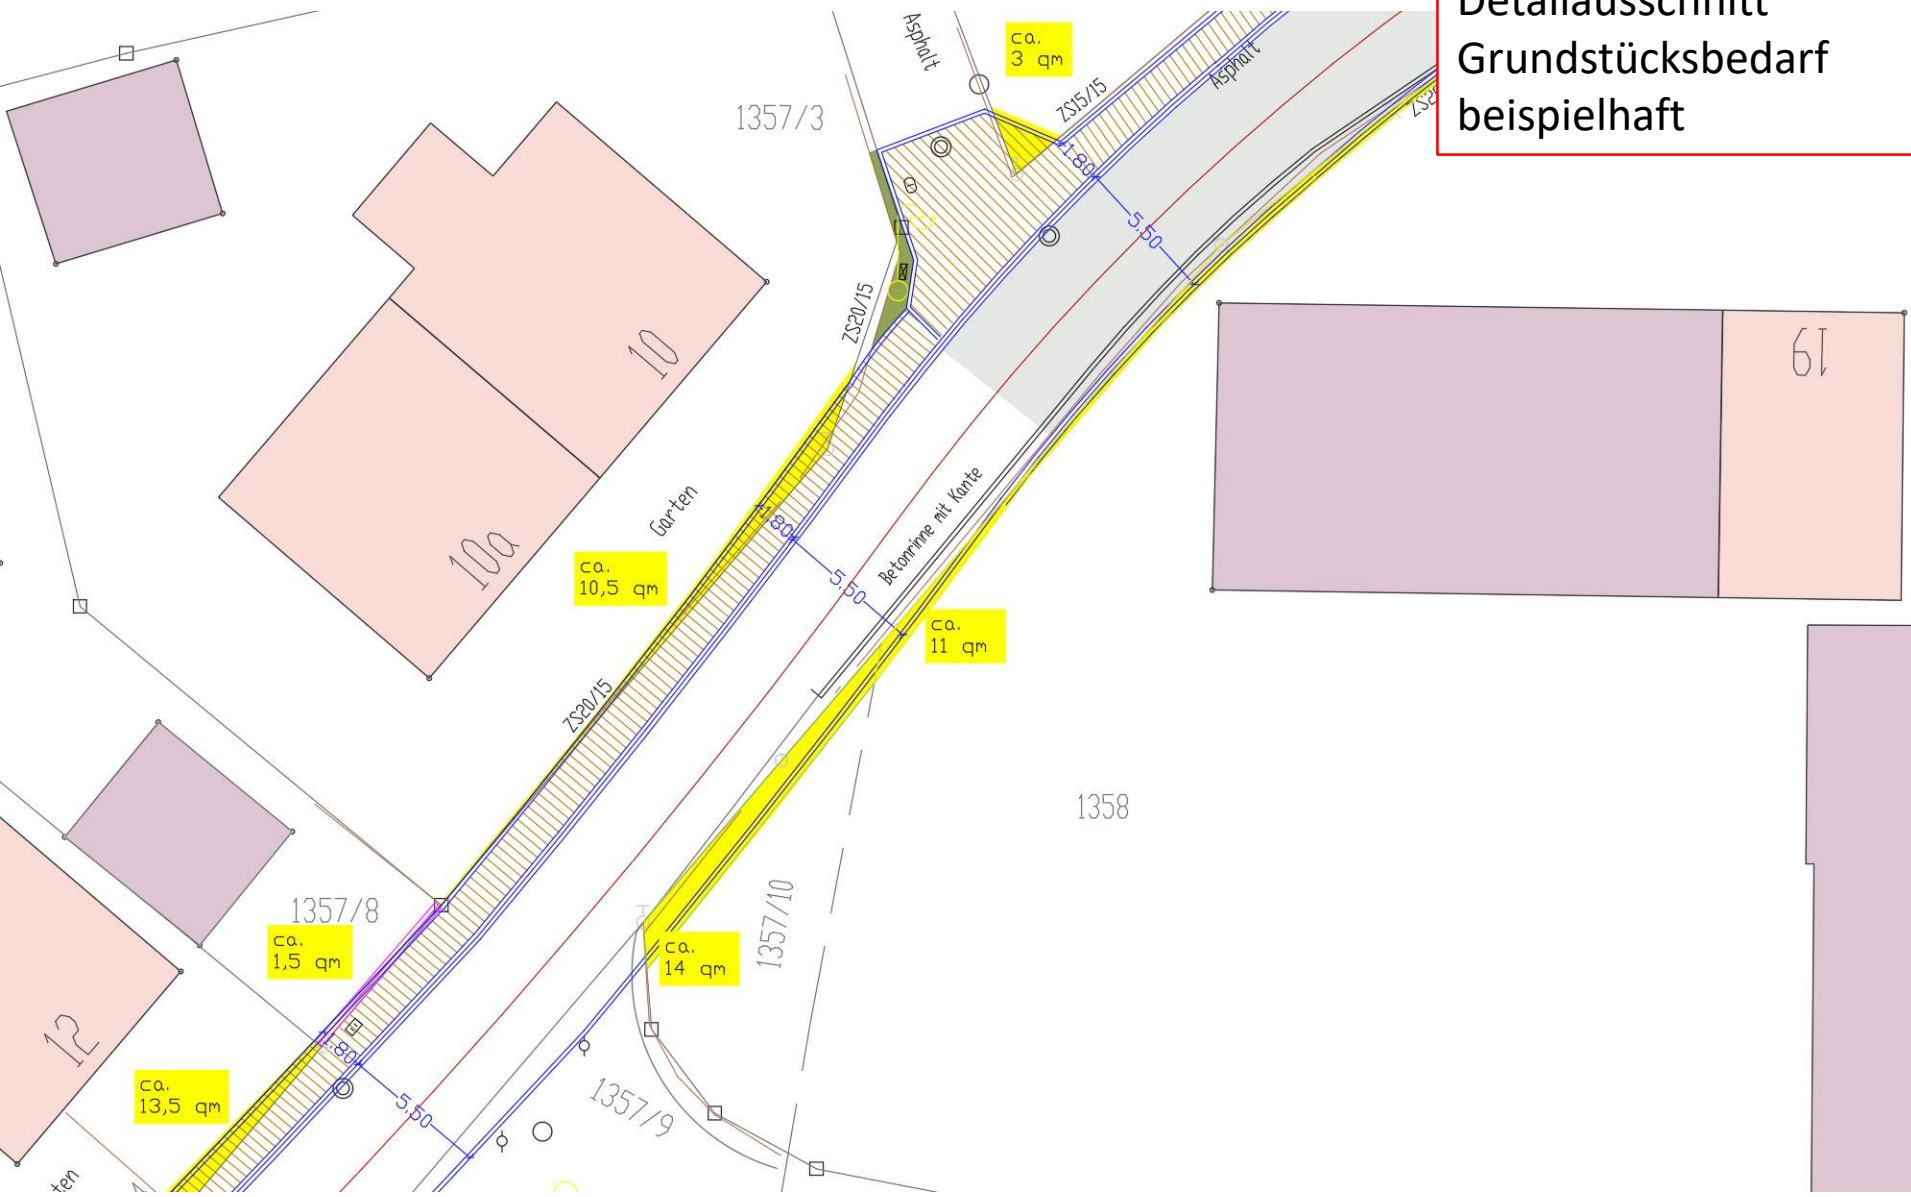 Detailausschnitt
Grundstücksbedarf
beispielhaft
Asphalt
ca.
3 qm
1357/3
ZS15/15
Asphalt
1.80
5.50
ZS20/15
10
19
10a
Garten
1.80
5.50
Betonrinne mit Kante
ca.
10,5 qm
ca.
11 qm
ZS20/15
1358
1357/8
1357/10
ca.
1,5 qm
ca.
14 qm
12
1.80
5.50
ca.
13,5 qm
1357/9